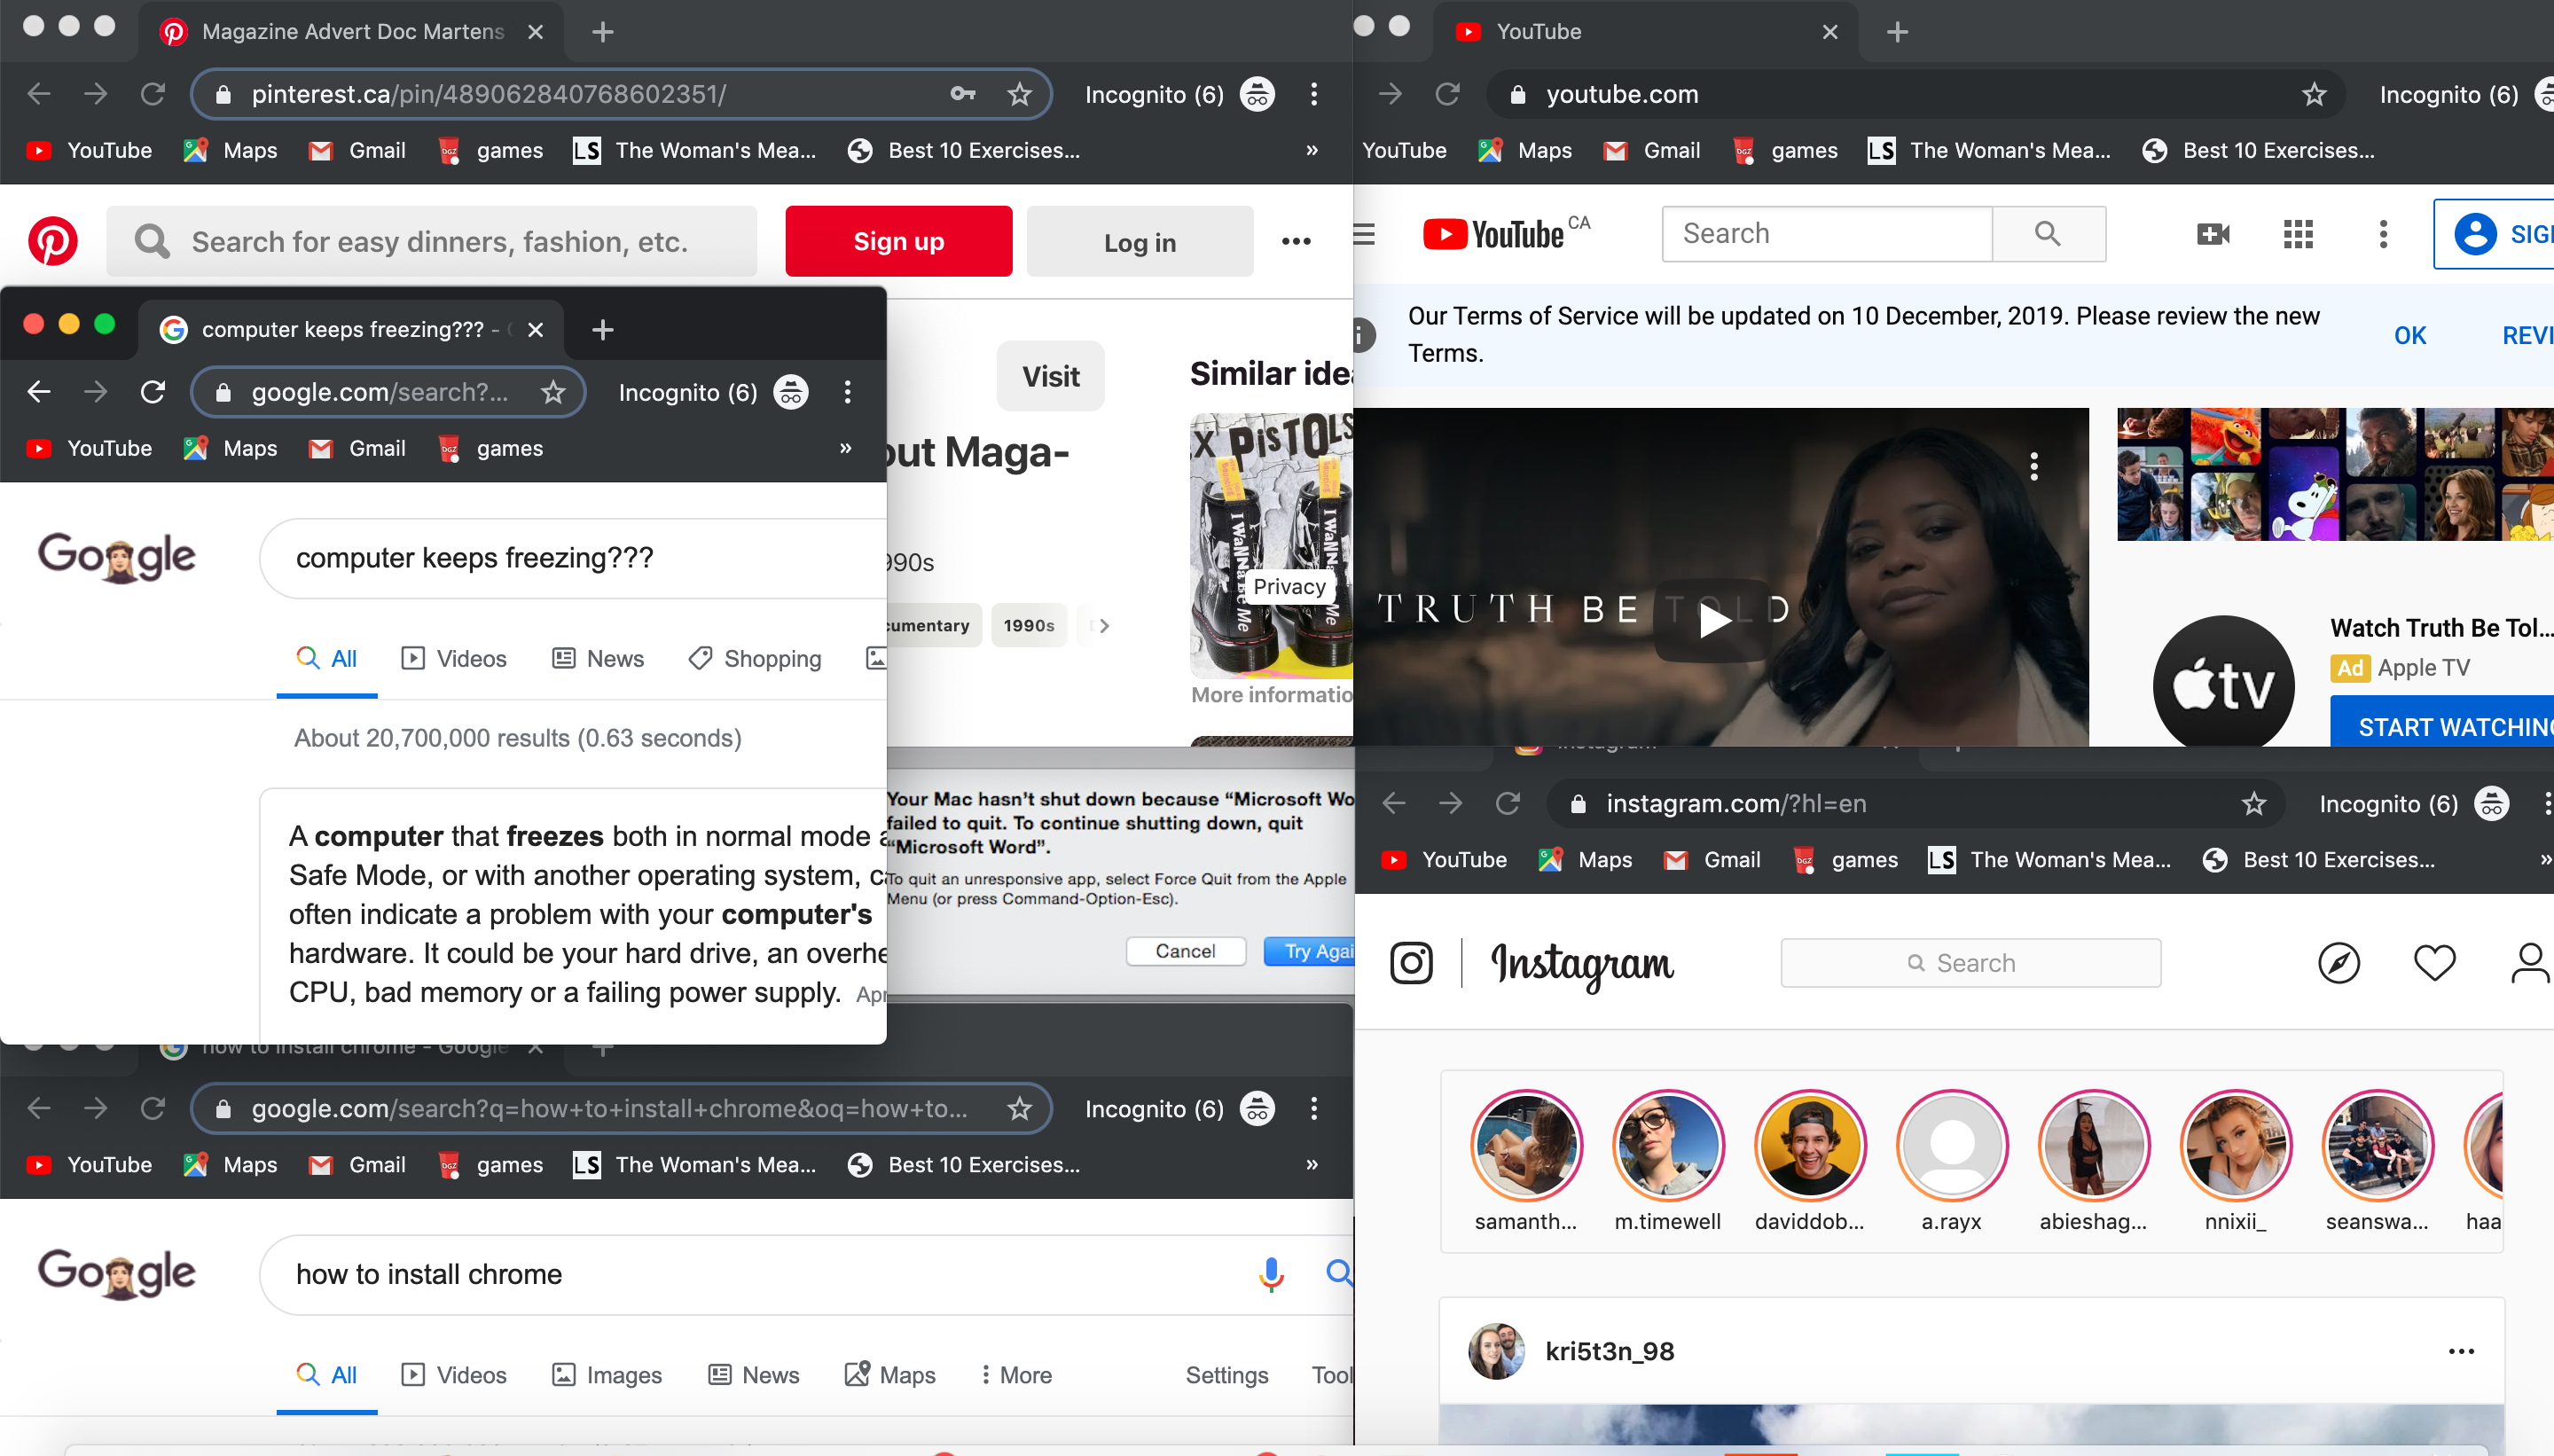 Magazine Advert Doc Martens
pinterest.ca/pin/489062840768602351/
Incognito (6)
YouTube Maps Gmail games LS The Woman's Mea... Best 10 Exercises... »
Search for easy dinners, fashion, etc.
Sign up
Log in
Visit
out Maga-
990s
cumentary
1990s
Similar idea
X PiSTOLS
I WaNNa Be Me
Privacy
More informatio
computer keeps freezing??? -
google.com/search?...
Incognito (6)
YouTube Maps Gmail games »
Google
computer keeps freezing???
All Videos News Shopping
About 20,700,000 results (0.63 seconds)
A computer that freezes both in normal mode a
Safe Mode, or with another operating system, ca
often indicate a problem with your computer's
hardware. It could be your hard drive, an overhe
CPU, bad memory or a failing power supply. Apr
Your Mac hasn't shut down because “Microsoft Wo
failed to quit. To continue shutting down, quit
“Microsoft Word”.
To quit an unresponsive app, select Force Quit from the Apple
Menu (or press Command-Option-Esc).
Cancel
Try Agai
how to install chrome - Google
google.com/search?q=how+to+install+chrome&oq=how+to...
Incognito (6)
YouTube Maps Gmail games LS The Woman's Mea... Best 10 Exercises... »
Google
how to install chrome
All Videos Images News Maps More Settings Tool
YouTube
youtube.com
Incognito (6)
YouTube Maps Gmail games LS The Woman's Mea... Best 10 Exercises...
YouTube CA
Search
SIG
Our Terms of Service will be updated on 10 December, 2019. Please review the new
Terms.
OK
REVI
TRUTH BE TOLD
tv
Watch Truth Be Tol...
Ad Apple TV
START WATCHING
Instagram
instagram.com/?hl=en
Incognito (6)
YouTube Maps Gmail games LS The Woman's Mea... Best 10 Exercises... »
Instagram
Search
samanth... m.timewell daviddob... a.rayx abieshag... nnixii_ seanswa... haa
kri5t3n_98